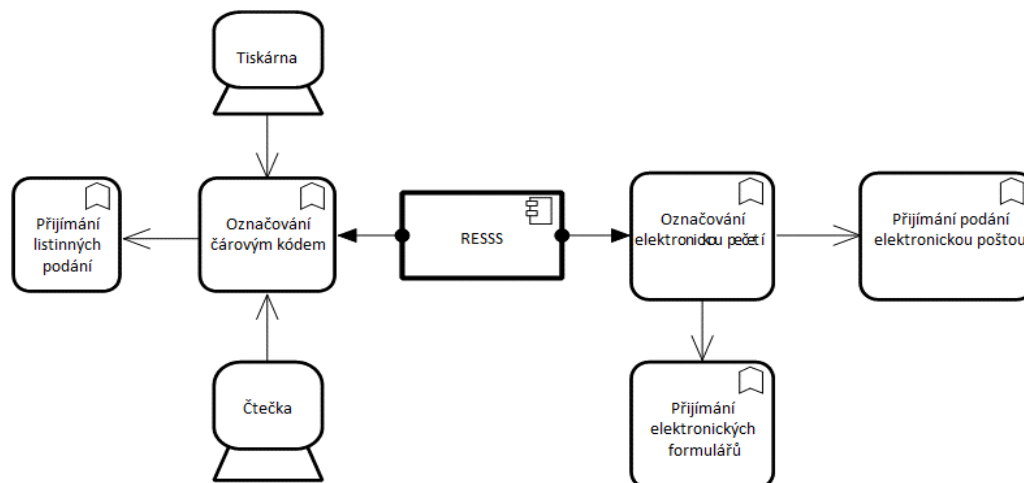 Tiskárna
Přijímání
listinných
podání
Označování
čárovým kódem
RESSS
Označování
elektronickou pečetí
Přijímání podání
elektronickou poštou
Čtečka
Přijímání
elektronických
formulářů